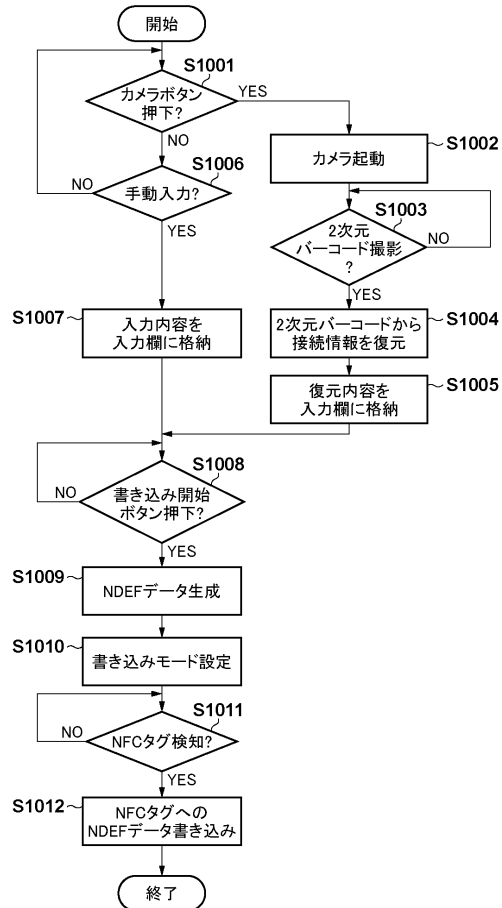 開始
S1001
カメラボタン
押下?
YES
NO
S1002
カメラ起動
S1006
手動入力?
NO
YES
S1003
2次元
バーコード撮影
?
NO
YES
S1007
入力内容を
入力欄に格納
S1004
2次元バーコードから
接続情報を復元
S1005
復元内容を
入力欄に格納
S1008
書き込み開始
ボタン押下?
NO
YES
S1009
NDEFデータ生成
S1010
書き込みモード設定
S1011
NFCタグ検知?
NO
YES
S1012
NFCタグへの
NDEFデータ書き込み
終了